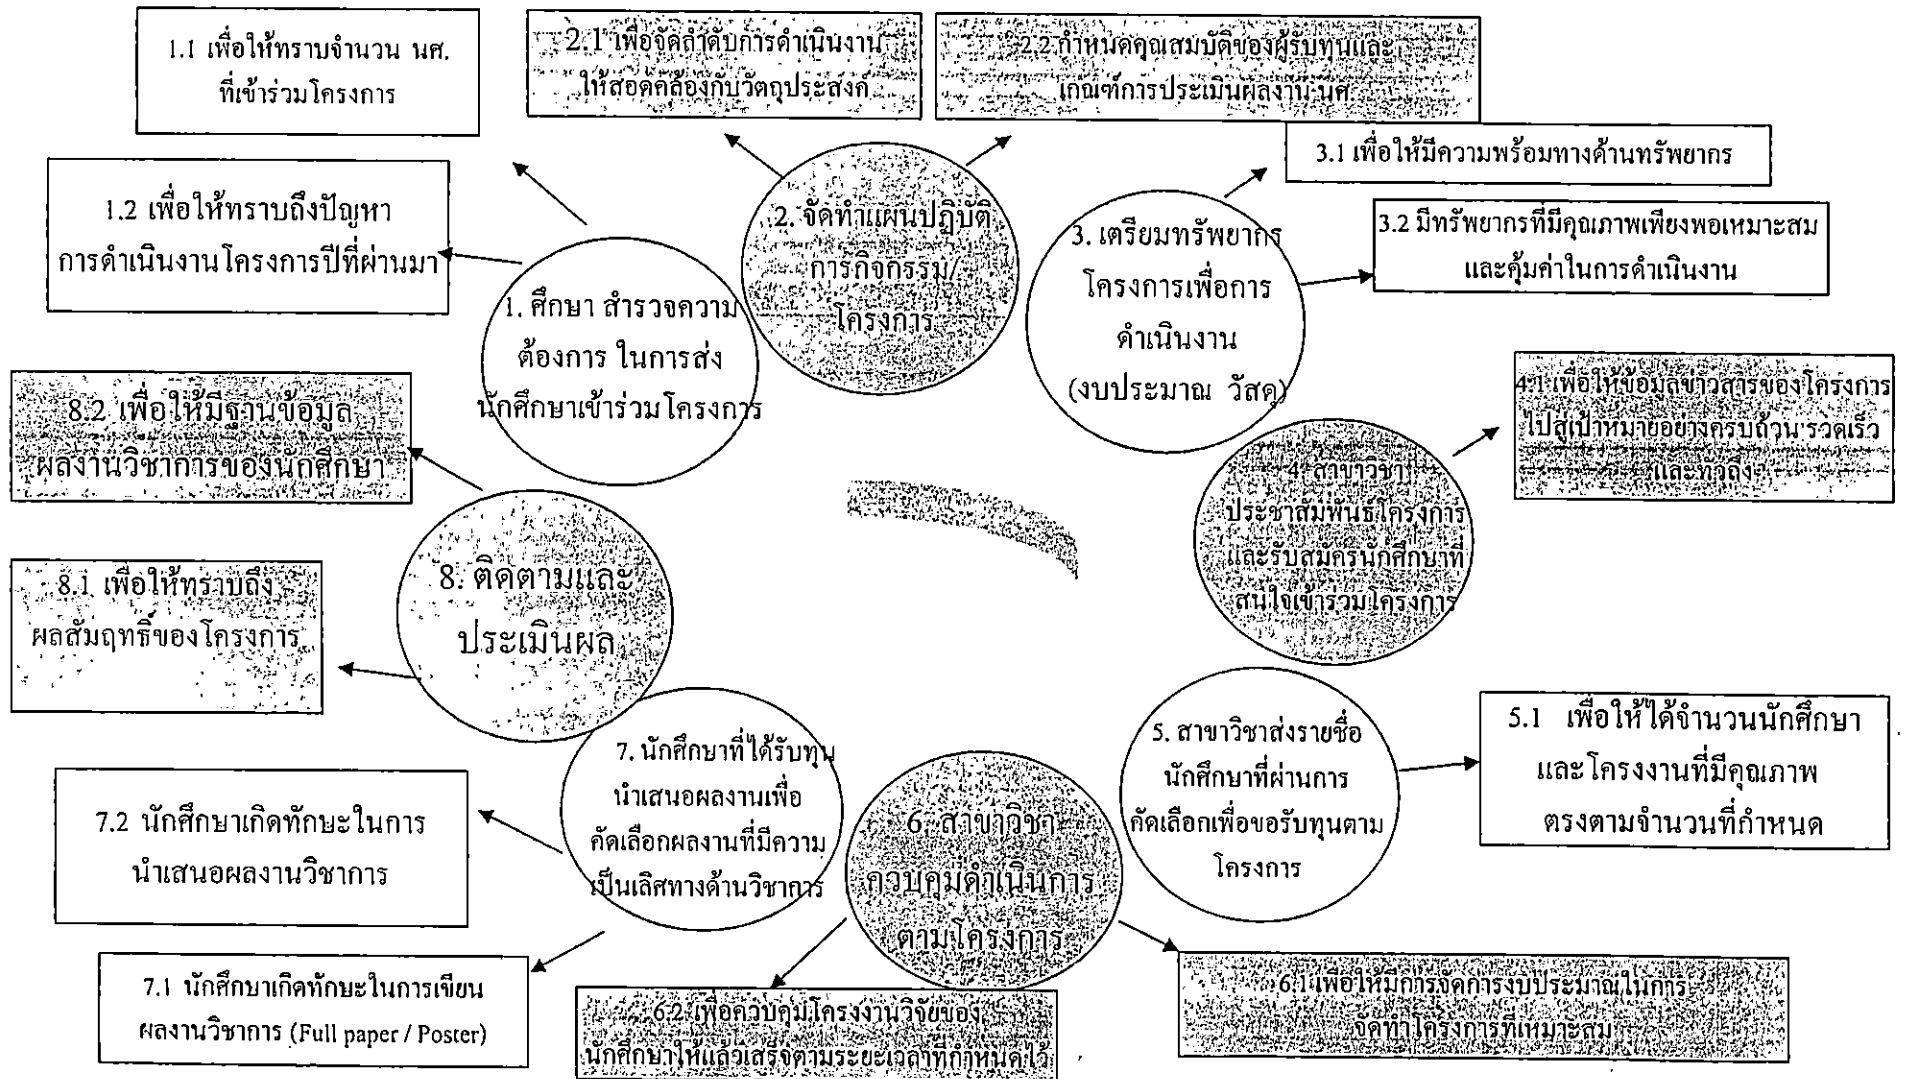 1.1 เพื่อให้ทราบจำนวน นศ.
ที่เข้าร่วมโครงการ
2.1 เพื่อจัดลำดับการดำเนินงาน
ให้สอดคล้องกับวัตถุประสงค์
2.2 กำหนดคุณสมบัติของผู้รับทุนและ
เกณฑ์การประเมินผลงาน นศ
3.1 เพื่อให้มีความพร้อมทางด้านทรัพยากร
1.2 เพื่อให้ทราบถึงปัญหา
การดำเนินงานโครงการปีที่ผ่านมา
2. จัดทำแผนปฏิบัติ
การกิจกรรม/
โครงการ
3. เตรียมทรัพยากร
โครงการเพื่อการ
ดำเนินงาน
(งบประมาณ วัสดุ)
3.2 มีทรัพยากรที่มีคุณภาพเพียงพอเหมาะสม
และคุ้มค่าในการดำเนินงาน
1. ศึกษา สำรวจความ
ต้องการ ในการส่ง
นักศึกษาเข้าร่วมโครงการ
4.1 เพื่อให้ข้อมูลข่าวสารของโครงการ
ไปสู่เป้าหมายอย่างครบถ้วน รวดเร็ว
และทั่วถึง
8.2 เพื่อให้มีฐานข้อมูล
ผลงานวิชาการของนักศึกษา
4. สาขาวิชา
ประชาสัมพันธ์โครงการ
และรับสมัครนักศึกษาที่
สนใจเข้าร่วมโครงการ
8.1 เพื่อให้ทราบถึง
ผลสัมฤทธิ์ของโครงการ
8. ติดตามและ
ประเมินผล
5. สาขาวิชาส่งรายชื่อ
นักศึกษาที่ผ่านการ
คัดเลือกเพื่อขอรับทุนตาม
โครงการ
5.1 เพื่อให้ได้จำนวนนักศึกษา
และโครงงานที่มีคุณภาพ
ตรงตามจำนวนที่กำหนด
7. นักศึกษาที่ได้รับทุน
นำเสนอผลงานเพื่อ
คัดเลือกผลงานที่มีความ
เป็นเลิศทางด้านวิชาการ
6. สาขาวิชา
ควบคุมดำเนินการ
ตามโครงการ
7.2 นักศึกษาเกิดทักษะในการ
นำเสนอผลงานวิชาการ
7.1 นักศึกษาเกิดทักษะในการเขียน
ผลงานวิชาการ (Full paper / Poster)
6.2 เพื่อควบคุมโครงงานวิจัยของ
นักศึกษาให้แล้วเสร็จตามระยะเวลาที่กำหนดไว้
6.1 เพื่อให้มีการจัดการงบประมาณในการ
จัดทำโครงการที่เหมาะสม